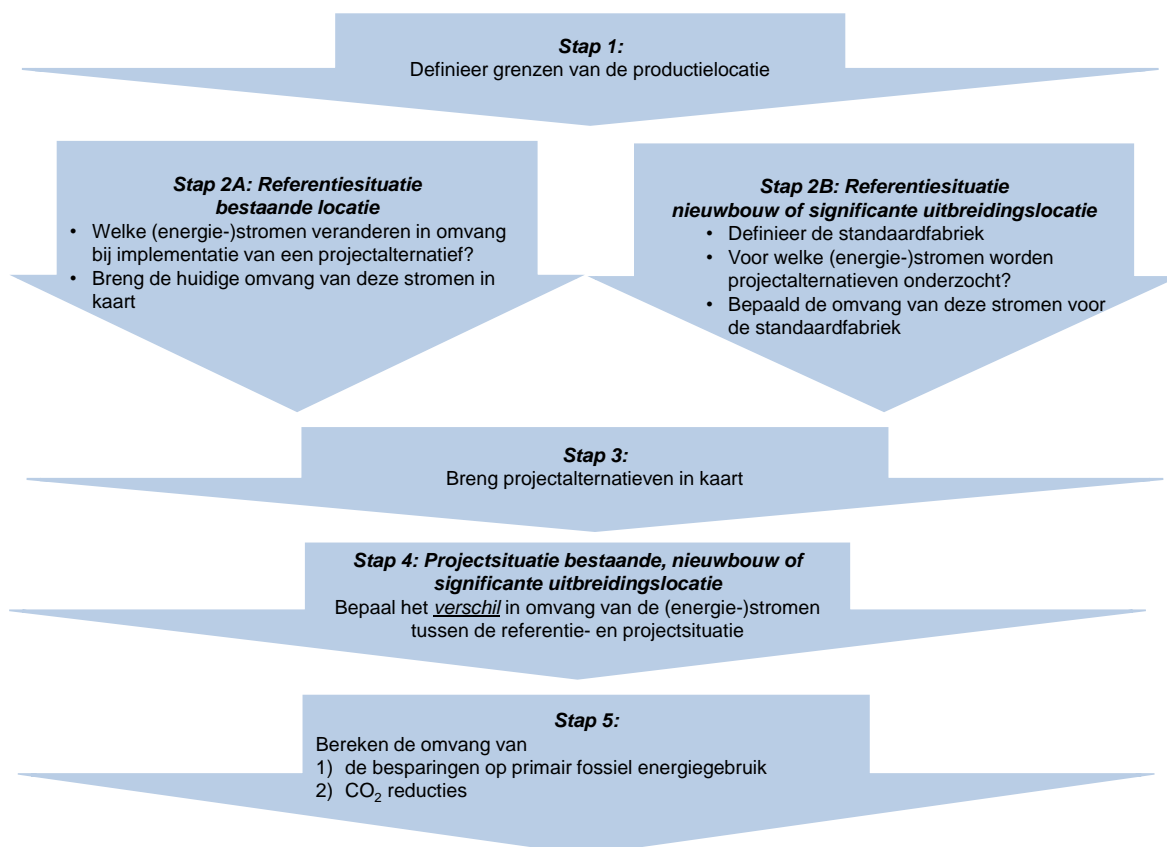 Stap 1:
Definieer grenzen van de productielocatie
Stap 2A: Referentiesituatie
bestaande locatie
• Welke (energie-)stromen veranderen in omvang
bij implementatie van een projectalternatief?
• Breng de huidige omvang van deze stromen in
kaart
Stap 2B: Referentiesituatie
nieuwbouw of significante uitbreidingslocatie
• Definieer de standaardfabriek
• Voor welke (energie-)stromen worden
projectalternatieven onderzocht?
• Bepaald de omvang van deze stromen voor
de standaardfabriek
Stap 3:
Breng projectalternatieven in kaart
Stap 4: Projectsituatie bestaande, nieuwbouw of
significante uitbreidingslocatie
Bepaal het verschil in omvang van de (energie-)stromen
tussen de referentie- en projectsituatie
Stap 5:
Bereken de omvang van
1) de besparingen op primair fossiel energiegebruik
2) CO₂ reducties